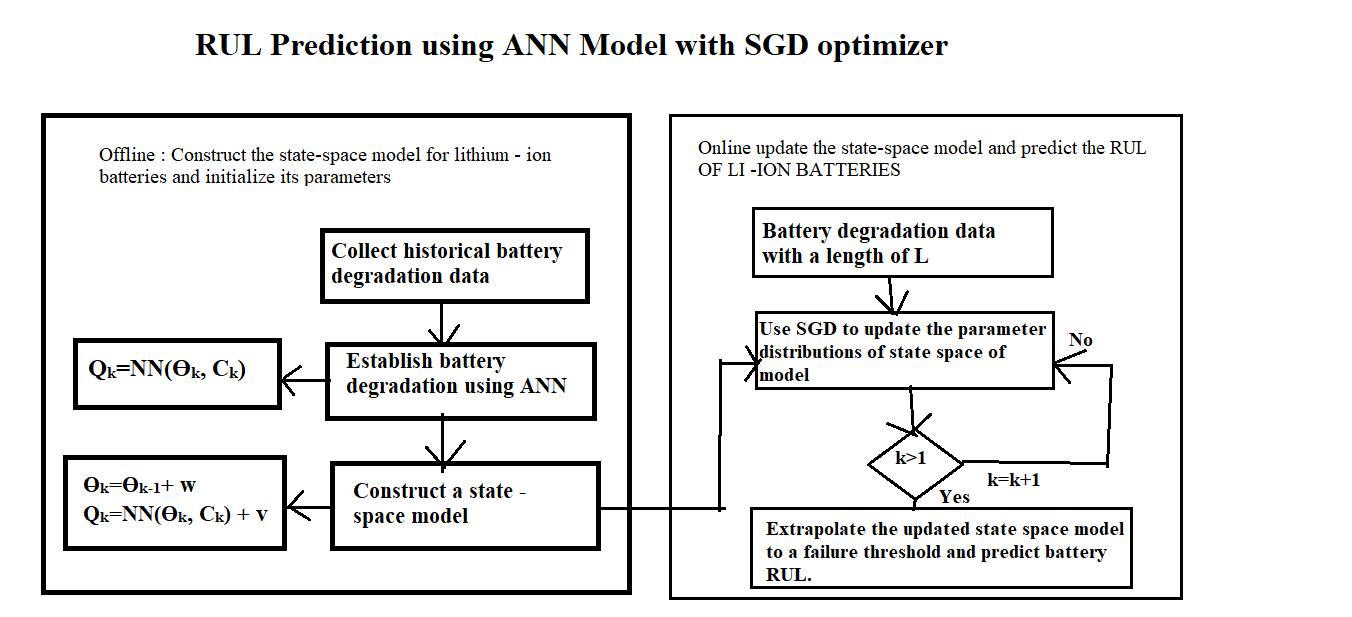 RUL Prediction using ANN Model with SGD optimizer
Offline : Construct the state-space model for lithium - ion
batteries and initialize its parameters
Collect historical battery
degradation data
Establish battery
degradation using ANN
Qk=NN(Θk, Ck)
Construct a state -
space model
Θk=Θk-1+ w
Qk=NN(Θk, Ck) + v
Online update the state-space model and predict the RUL
OF LI -ION BATTERIES
Battery degradation data
with a length of L
Use SGD to update the parameter
distributions of state space of
model
No
k>1
k=k+1
Yes
Extrapolate the updated state space model
to a failure threshold and predict battery
RUL.